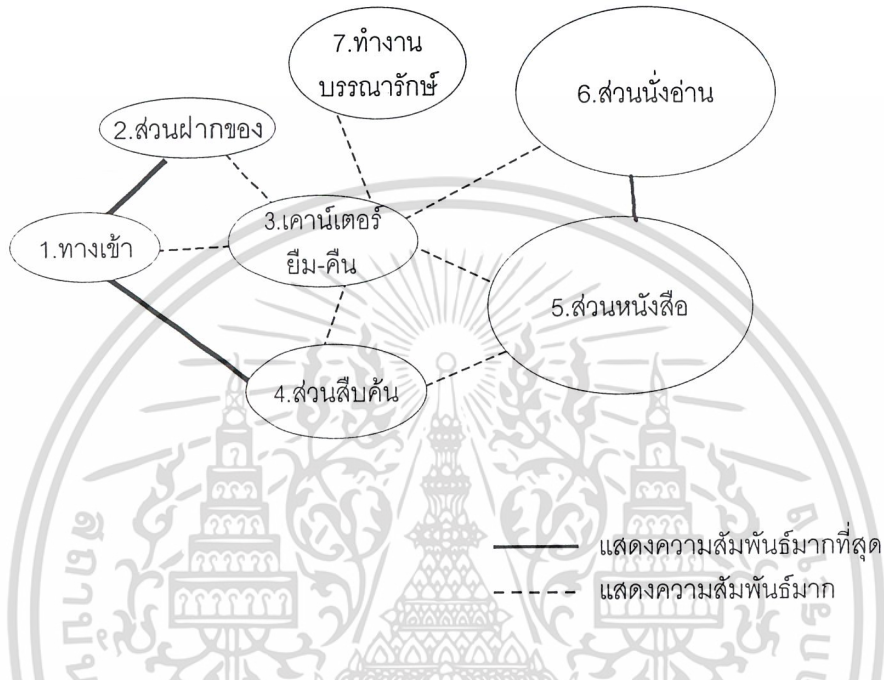 7.ทำงาน
บรรณารักษ์
6.ส่วนนั่งอ่าน
2.ส่วนฝากของ
3.เคาน์เตอร์
ยืม-คืน
1.ทางเข้า
5.ส่วนหนังสือ
4.ส่วนสืบค้น
แสดงความสัมพันธ์มากที่สุด
แสดงความสัมพันธ์มาก